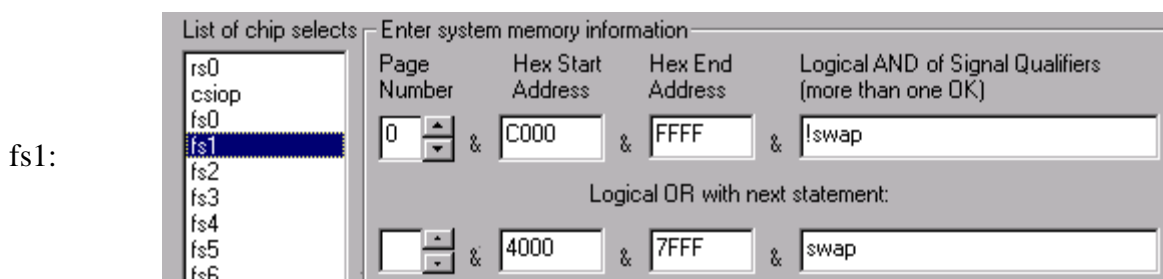 List of chip selects
Enter system memory information
rs0
csiop
fs0
fs1
fs2
fs3
fs4
fs5
fs6
fs1:
Page Number
Hex Start Address
Hex End Address
Logical AND of Signal Qualifiers
(more than one OK)
0 & C000 & FFFF & !swap
Logical OR with next statement:
& 4000 & 7FFF & swap